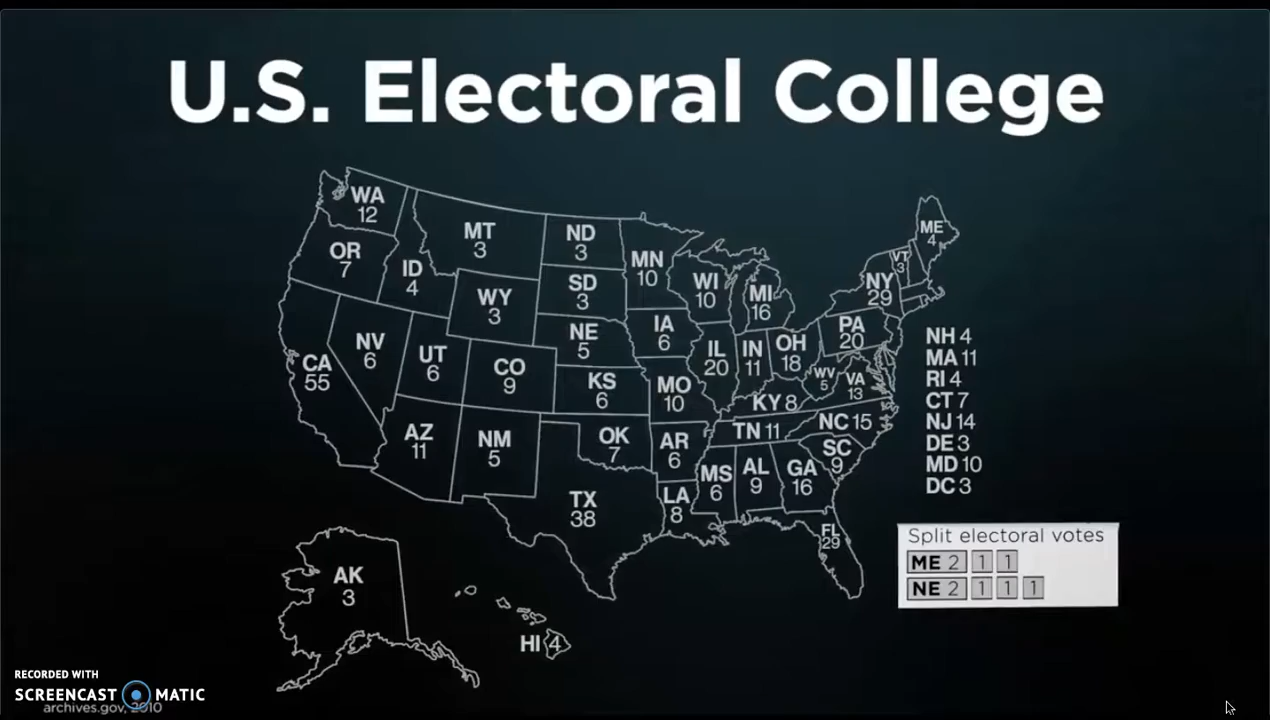 U.S. Electoral College
WA
12
MT
3
ND
3
MN
10
ME
4
VT
3
OR
7
ID
4
WY
3
SD
3
WI
10
MI
16
NY
29
NE
5
IA
6
PA
20
NV
6
UT
6
CO
9
KS
6
MO
10
IL
20
IN
11
OH
18
WV
5
VA
13
CA
55
KY 8
NC 15
TN 11
AZ
11
NM
5
OK
7
AR
6
SC
9
MS
6
AL
9
GA
16
TX
38
LA
8
FL
29
AK
3
HI 4
NH 4
MA 11
RI 4
CT 7
NJ 14
DE 3
MD 10
DC 3
Split electoral votes
ME 2 1 1
NE 2 1 1 1
RECORDED WITH
SCREENCAST MATIC
archives.gov, 2010